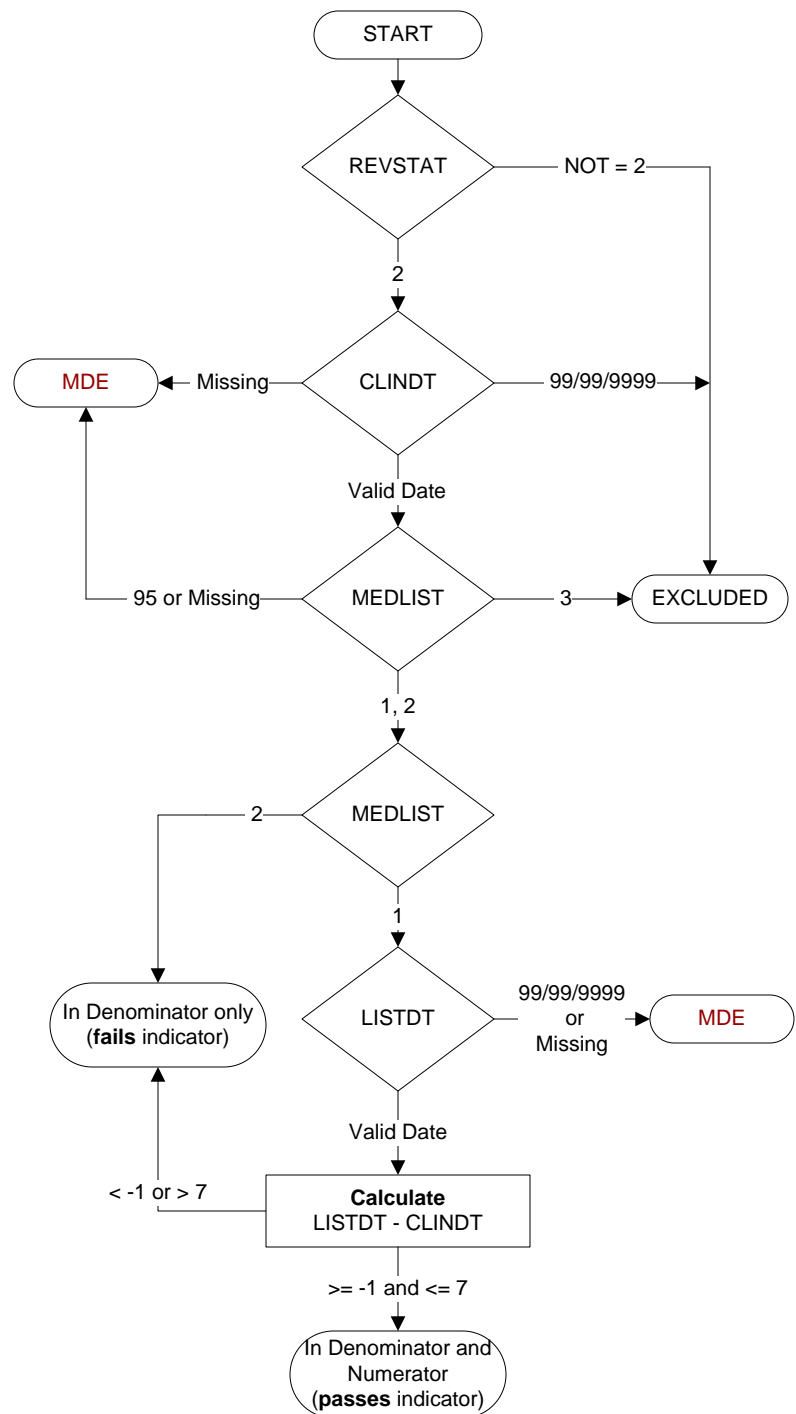 START
REVSTAT
NOT = 2
2
MDE
Missing
CLINDT
99/99/9999
Valid Date
95 or Missing
MEDLIST
3
EXCLUDED
1, 2
MEDLIST
2
1
In Denominator only
(fails indicator)
LISTDT
99/99/9999
or
Missing
MDE
Valid Date
< -1 or > 7
Calculate
LISTDT - CLINDT
>= -1 and <= 7
In Denominator and
Numerator
(passes indicator)